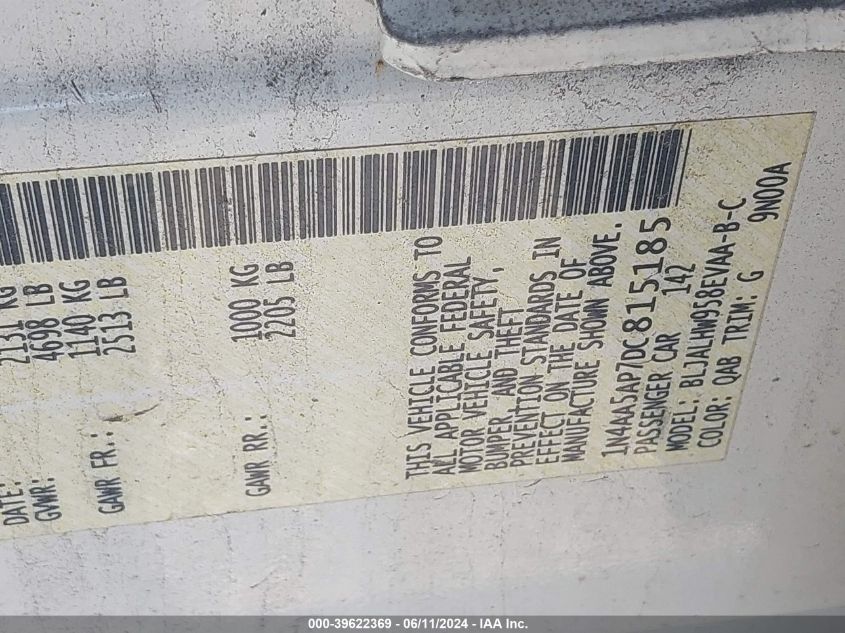 DATE:
GVWR: 2131 KG
4698 LB
GAWR FR.: 1140 KG
2513 LB
GAWR RR.: 1000 KG
2205 LB
THIS VEHICLE CONFORMS TO
ALL APPLICABLE FEDERAL
MOTOR VEHICLE SAFETY,
BUMPER, AND THEFT
PREVENTION STANDARDS IN
EFFECT ON THE DATE OF
MANUFACTURE SHOWN ABOVE.
1N4AA5AP7DC815185
PASSENGER CAR 142
MODEL: BLJALHW958EVAA-B-C
COLOR: QAB TRIM: G 9N00A
000-39622369 - 06/11/2024 - IAA Inc.